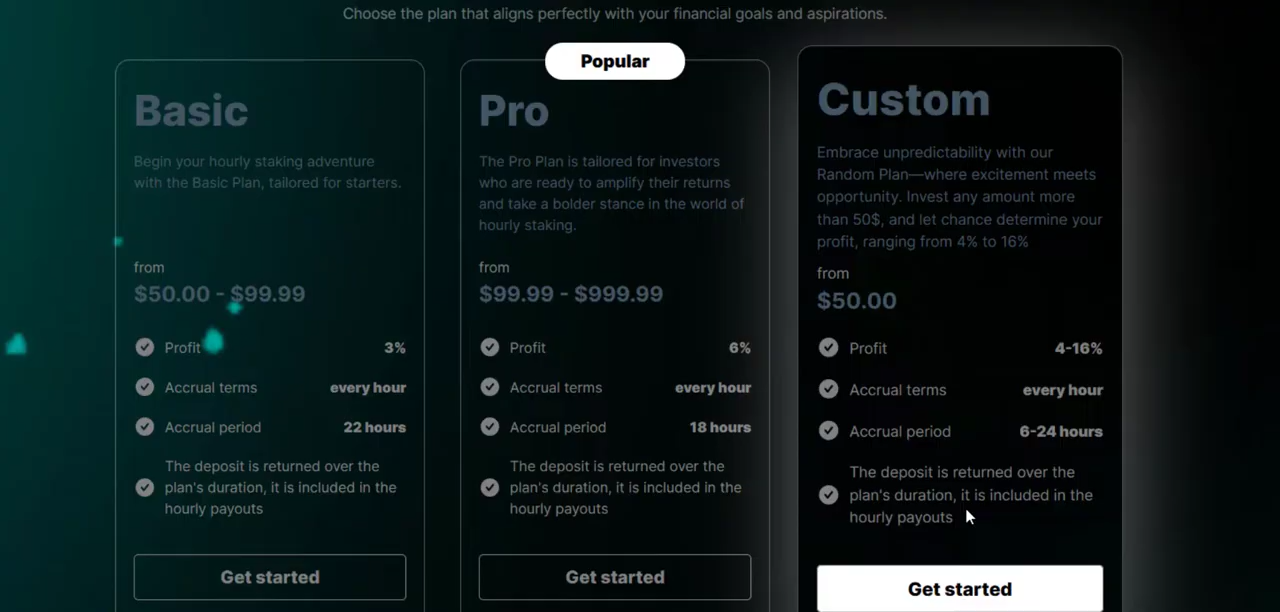 Choose the plan that aligns perfectly with your financial goals and aspirations.
Basic
Begin your hourly staking adventure
with the Basic Plan, tailored for starters.
from
$50.00 - $99.99
Profit 3%
Accrual terms every hour
Accrual period 22 hours
The deposit is returned over the
plan's duration, it is included in the
hourly payouts
Get started
Popular
Pro
The Pro Plan is tailored for investors
who are ready to amplify their returns
and take a bolder stance in the world of
hourly staking.
from
$99.99 - $999.99
Profit 6%
Accrual terms every hour
Accrual period 18 hours
The deposit is returned over the
plan's duration, it is included in the
hourly payouts
Get started
Custom
Embrace unpredictability with our
Random Plan—where excitement meets
opportunity. Invest any amount more
than 50$, and let chance determine your
profit, ranging from 4% to 16%
from
$50.00
Profit 4-16%
Accrual terms every hour
Accrual period 6-24 hours
The deposit is returned over the
plan's duration, it is included in the
hourly payouts
Get started